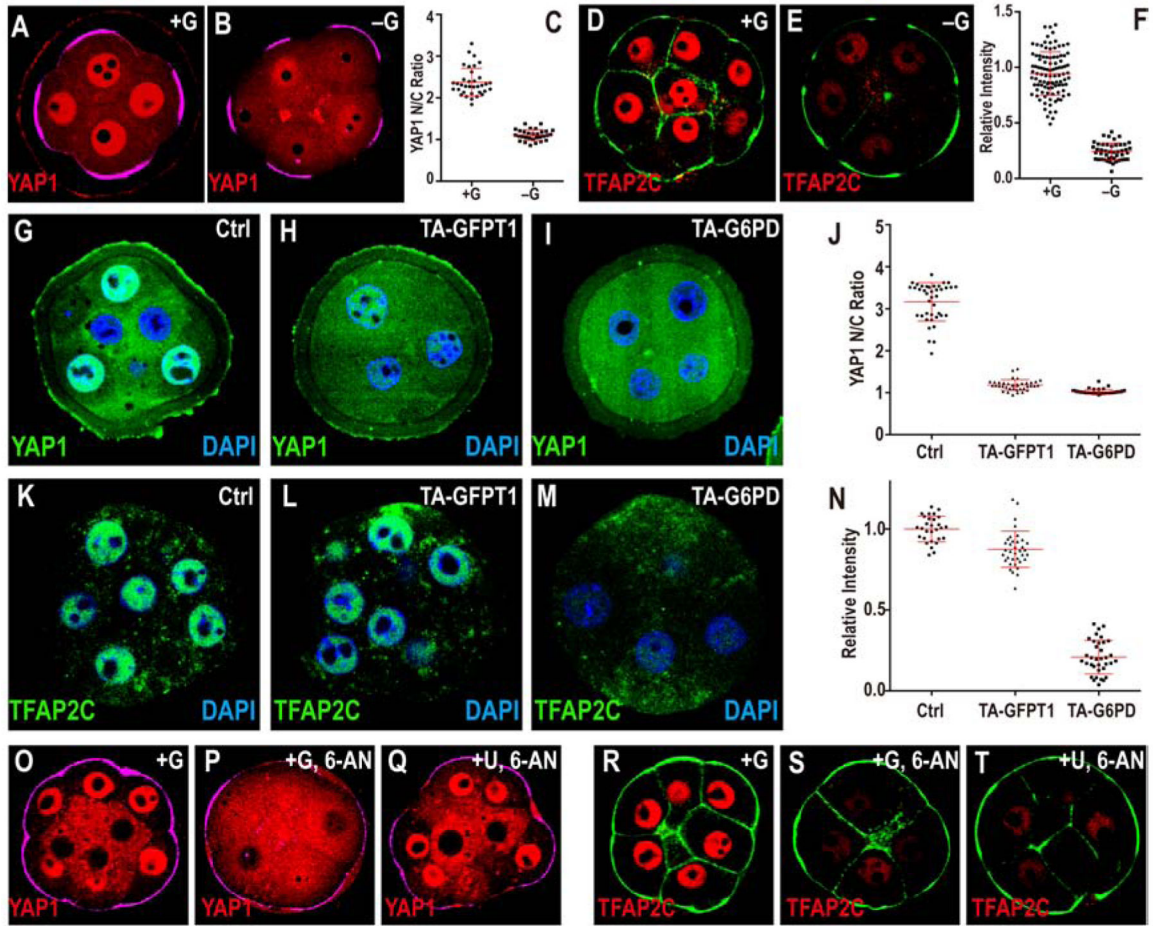 A +G YAP1
B –G YAP1
C
YAP1 N/C Ratio
4
3
2
1
0
+G –G
D +G TFAP2C
E –G TFAP2C
F
Relative Intensity
1.5
1.0
0.5
0.0
+G –G
G Ctrl
YAP1 DAPI
H TA-GFPT1
YAP1 DAPI
I TA-G6PD
YAP1 DAPI
J
YAP1 N/C Ratio
5
4
3
2
1
0
Ctrl TA-GFPT1 TA-G6PD
K Ctrl
TFAP2C DAPI
L TA-GFPT1
TFAP2C DAPI
M TA-G6PD
TFAP2C DAPI
N
Relative Intensity
1.0
0.5
0.0
Ctrl TA-GFPT1 TA-G6PD
O +G
YAP1
P +G, 6-AN
YAP1
Q +U, 6-AN
YAP1
R +G
TFAP2C
S +G, 6-AN
TFAP2C
T +U, 6-AN
TFAP2C